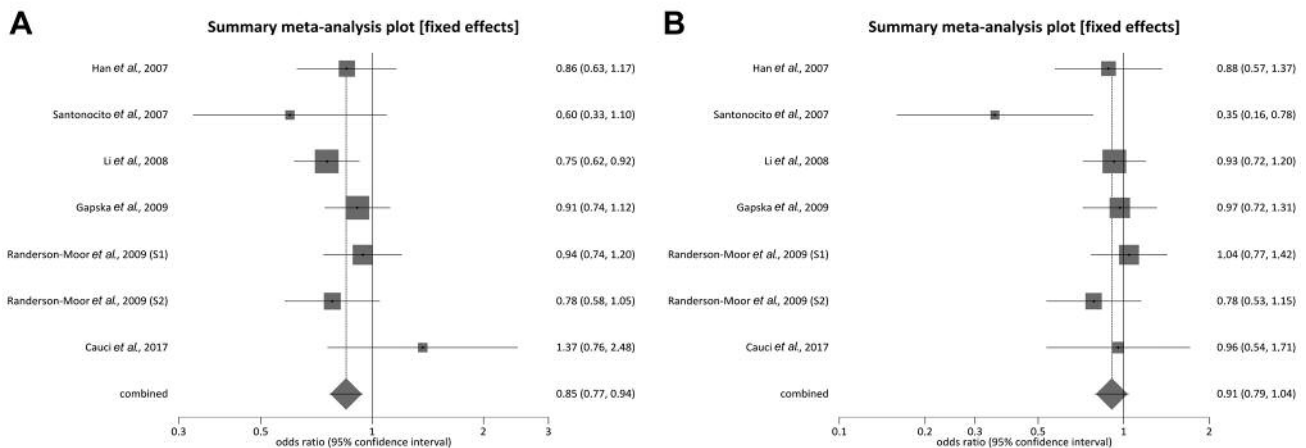 A
Summary meta-analysis plot [fixed effects]
Han et al., 2007
0.86 (0.63, 1.17)
Santonocito et al., 2007
0.60 (0.33, 1.10)
Li et al., 2008
0.75 (0.62, 0.92)
Gapska et al., 2009
0.91 (0.74, 1.12)
Randerson-Moor et al., 2009 (S1)
0.94 (0.74, 1.20)
Randerson-Moor et al., 2009 (S2)
0.78 (0.58, 1.05)
Cauci et al., 2017
1.37 (0.76, 2.48)
combined
0.85 (0.77, 0.94)
0.3 0.5 1 2 3
odds ratio (95% confidence interval)
B
Summary meta-analysis plot [fixed effects]
Han et al., 2007
0.88 (0.57, 1.37)
Santonocito et al., 2007
0.35 (0.16, 0.78)
Li et al., 2008
0.93 (0.72, 1.20)
Gapska et al., 2009
0.97 (0.72, 1.31)
Randerson-Moor et al., 2009 (S1)
1.04 (0.77, 1.42)
Randerson-Moor et al., 2009 (S2)
0.78 (0.53, 1.15)
Cauci et al., 2017
0.96 (0.54, 1.71)
combined
0.91 (0.79, 1.04)
0.1 0.2 0.5 1 2
odds ratio (95% confidence interval)